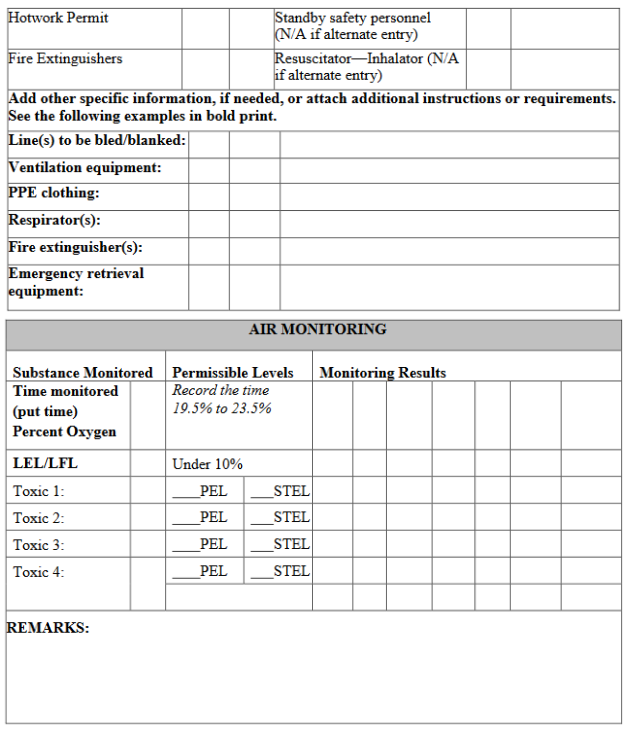 Hotwork Permit
Standby safety personnel
(N/A if alternate entry)
Fire Extinguishers
Resuscitator—Inhalator (N/A
if alternate entry)
Add other specific information, if needed, or attach additional instructions or requirements.
See the following examples in bold print.
Line(s) to be bled/blanked:
Ventilation equipment:
PPE clothing:
Respirator(s):
Fire extinguisher(s):
Emergency retrieval
equipment:
AIR MONITORING
Substance Monitored Permissible Levels Monitoring Results
Time monitored
(put time)
Percent Oxygen
Record the time
19.5% to 23.5%
LEL/LFL Under 10%
Toxic 1: ___PEL ___STEL
Toxic 2: ___PEL ___STEL
Toxic 3: ___PEL ___STEL
Toxic 4: ___PEL ___STEL
REMARKS: